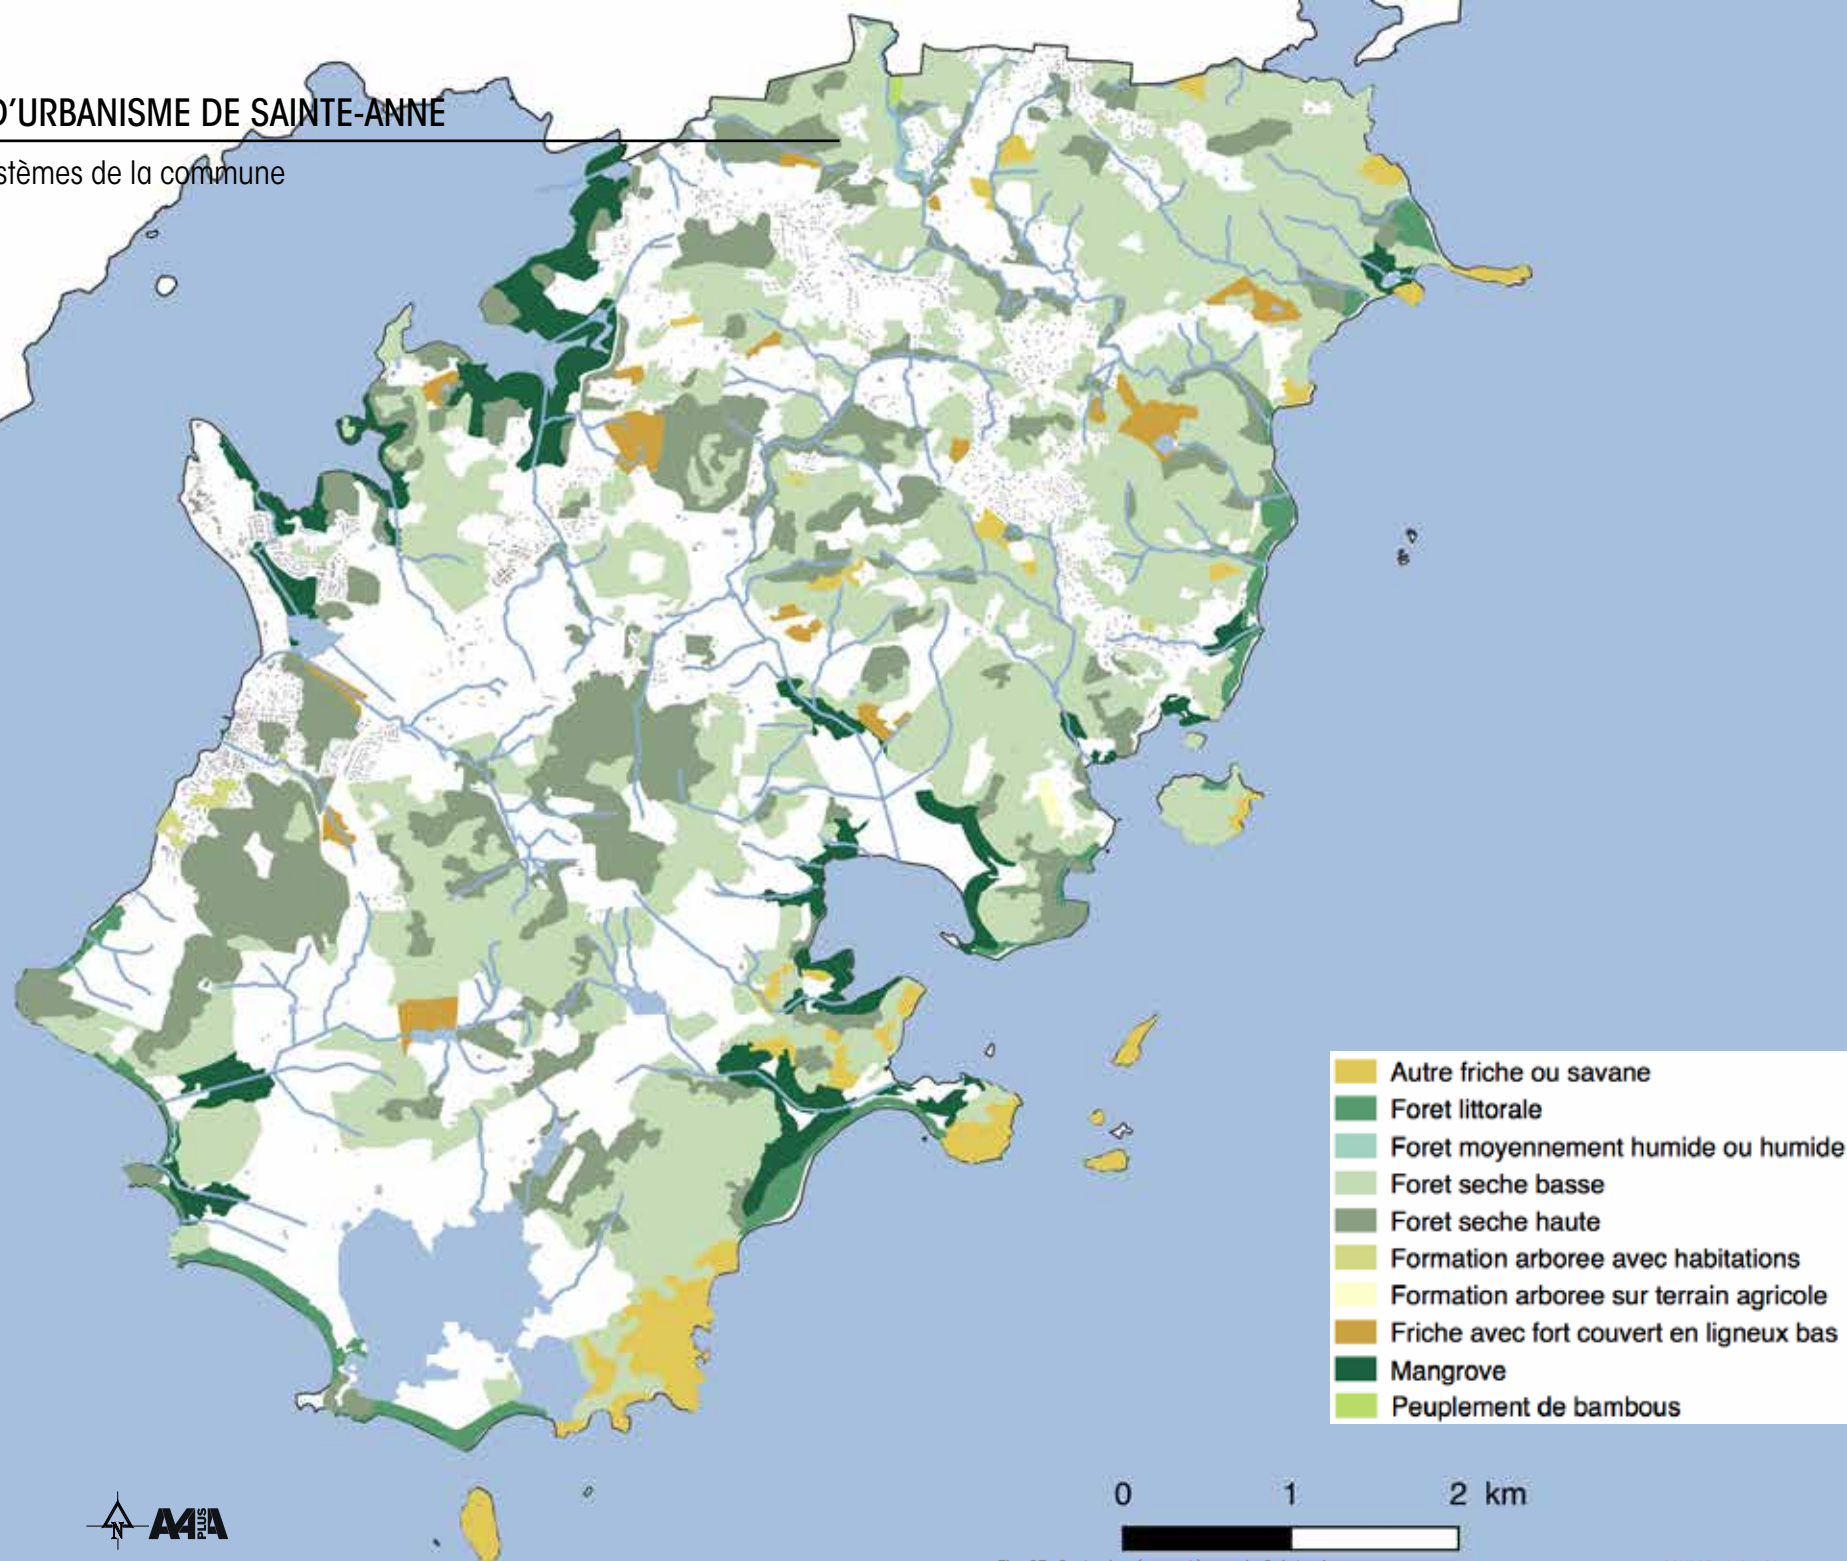 D'URBANISME DE SAINTE-ANNE
stèmes de la commune
Autre friche ou savane
Foret littorale
Foret moyennement humide ou humide
Foret seche basse
Foret seche haute
Formation arboree avec habitations
Formation arboree sur terrain agricole
Friche avec fort couvert en ligneux bas
Mangrove
Peuplement de bambous
0 1 2 km
N